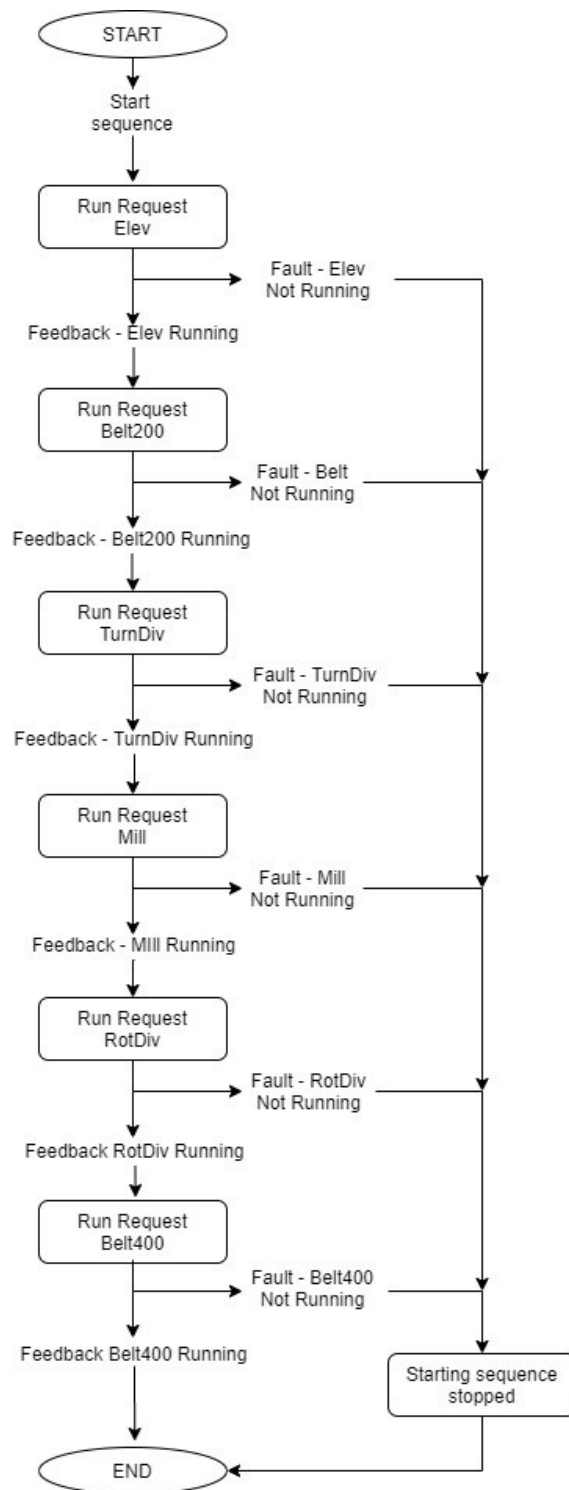 START
Start
sequence
Run Request
Elev
Fault - Elev
Not Running
Feedback - Elev Running
Run Request
Belt200
Fault - Belt
Not Running
Feedback - Belt200 Running
Run Request
TurnDiv
Fault - TurnDiv
Not Running
Feedback - TurnDiv Running
Run Request
Mill
Fault - Mill
Not Running
Feedback - MIll Running
Run Request
RotDiv
Fault - RotDiv
Not Running
Feedback RotDiv Running
Run Request
Belt400
Fault - Belt400
Not Running
Feedback Belt400 Running
Starting sequence
stopped
END